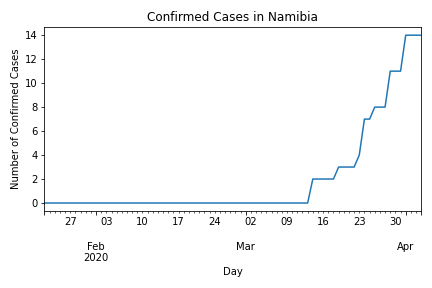 Confirmed Cases in Namibia
Number of Confirmed Cases
14
12
10
8
6
4
2
0
27 03 10 17 24 02 09 16 23 30
Feb Mar Apr
2020
Day